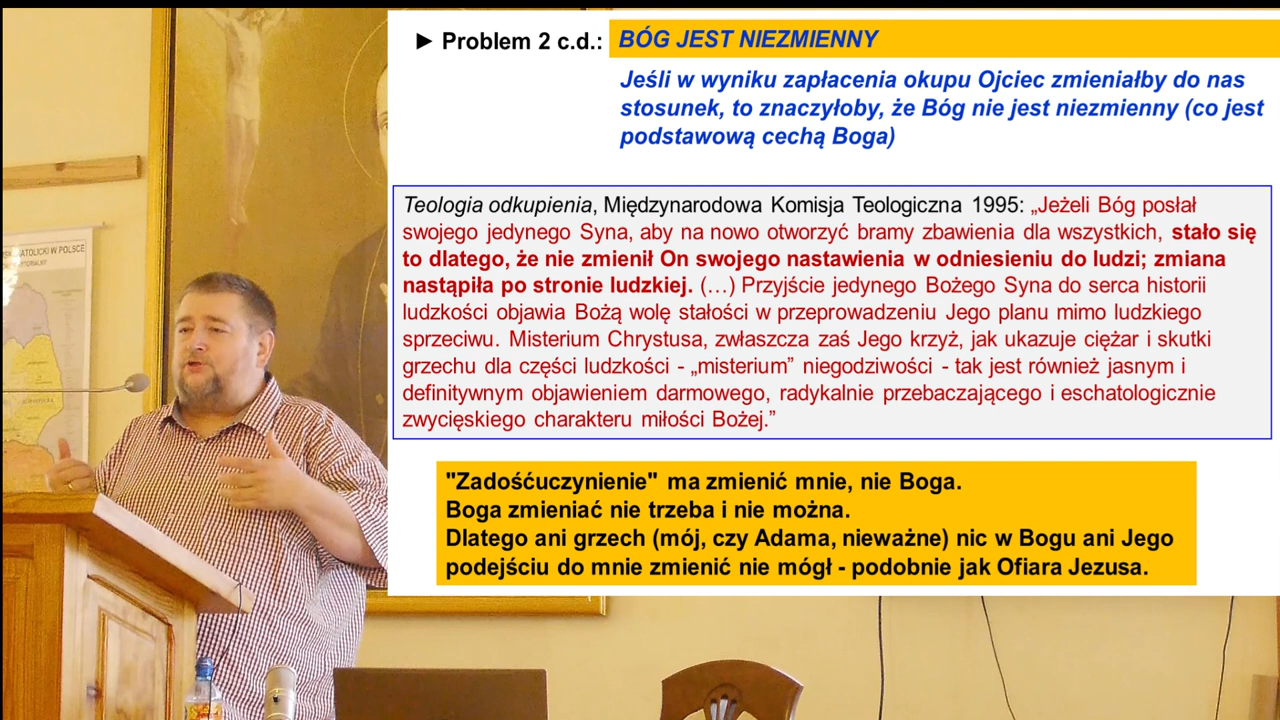 ► Problem 2 c.d.: BÓG JEST NIEZMIENNY
Jeśli w wyniku zapłacenia okupu Ojciec zmieniałby do nas
stosunek, to znaczyłoby, że Bóg nie jest niezmienny (co jest
podstawową cechą Boga)
Teologia odkupienia, Międzynarodowa Komisja Teologiczna 1995: „Jeżeli Bóg posłał
swojego jedynego Syna, aby na nowo otworzyć bramy zbawienia dla wszystkich, stało się
to dlatego, że nie zmienił On swojego nastawienia w odniesieniu do ludzi; zmiana
nastąpiła po stronie ludzkiej. (…) Przyjście jedynego Bożego Syna do serca historii
ludzkości objawia Bożą wolę stałości w przeprowadzeniu Jego planu mimo ludzkiego
sprzeciwu. Misterium Chrystusa, zwłaszcza zaś Jego krzyż, jak ukazuje ciężar i skutki
grzechu dla części ludzkości - „misterium” niegodziwości - tak jest również jasnym i
definitywnym objawieniem darmowego, radykalnie przebaczającego i eschatologicznie
zwycięskiego charakteru miłości Bożej.”
"Zadośćuczynienie" ma zmienić mnie, nie Boga.
Boga zmieniać nie trzeba i nie można.
Dlatego ani grzech (mój, czy Adama, nieważne) nic w Bogu ani Jego
podejściu do mnie zmienić nie mógł - podobnie jak Ofiara Jezusa.
ATOLICKI W POLSCE